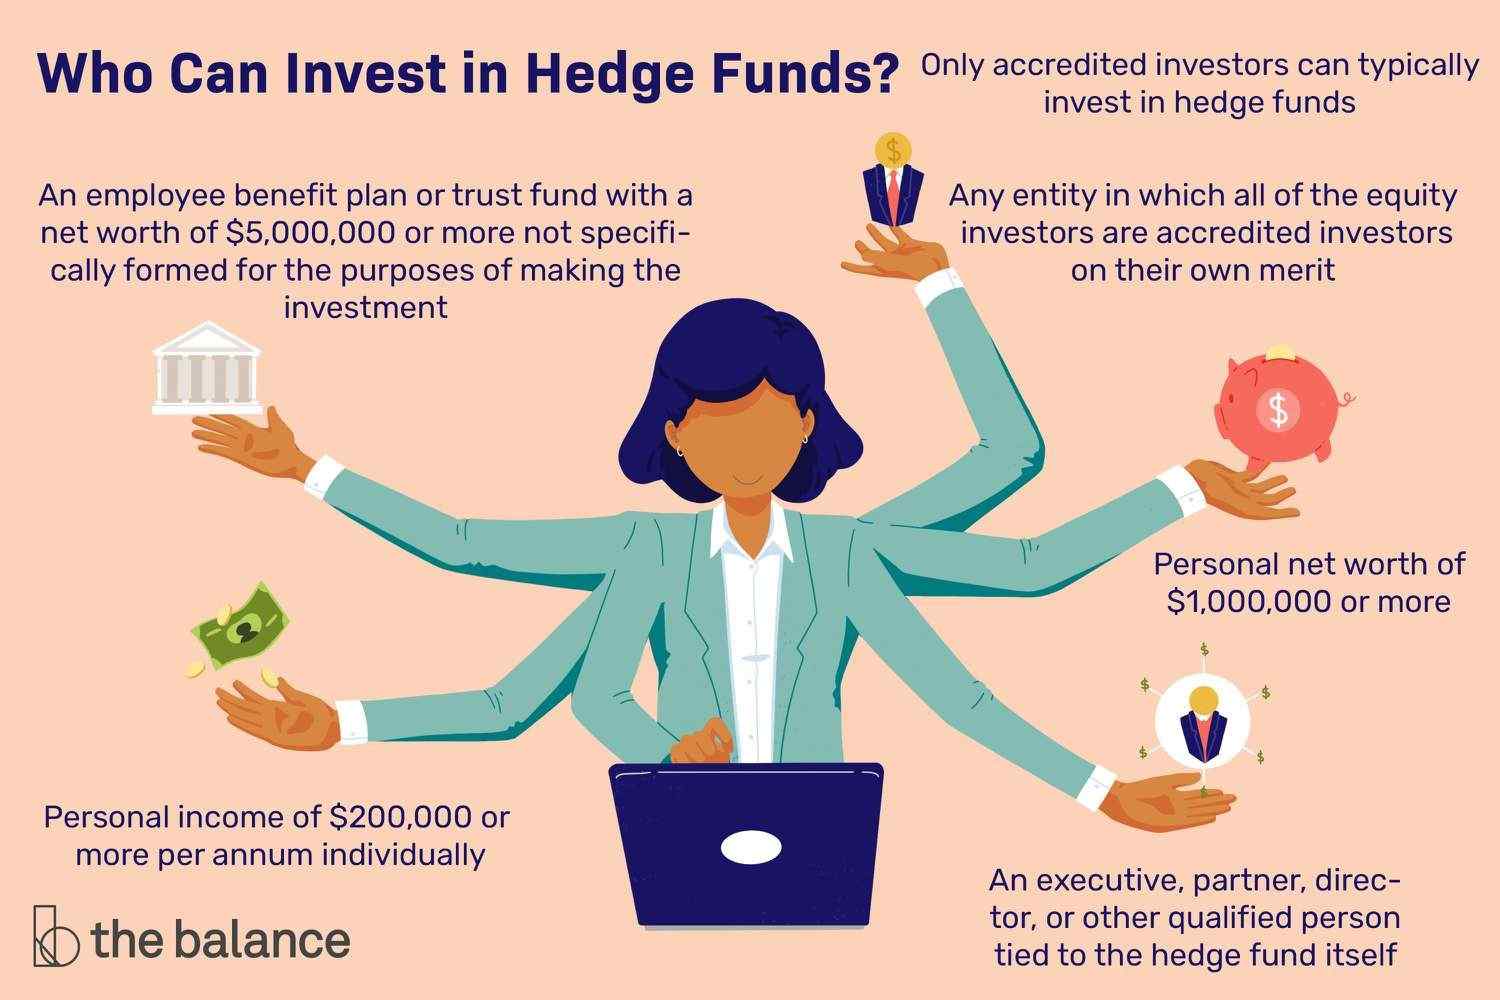 Who Can Invest in Hedge Funds?
Only accredited investors can typically
invest in hedge funds
An employee benefit plan or trust fund with a
net worth of $5,000,000 or more not specifi-
cally formed for the purposes of making the
investment
Any entity in which all of the equity
investors are accredited investors
on their own merit
$
$
Personal net worth of
$1,000,000 or more
$
$
$
$
$
$
Personal income of $200,000 or
more per annum individually
An executive, partner, direc-
tor, or other qualified person
tied to the hedge fund itself
the balance